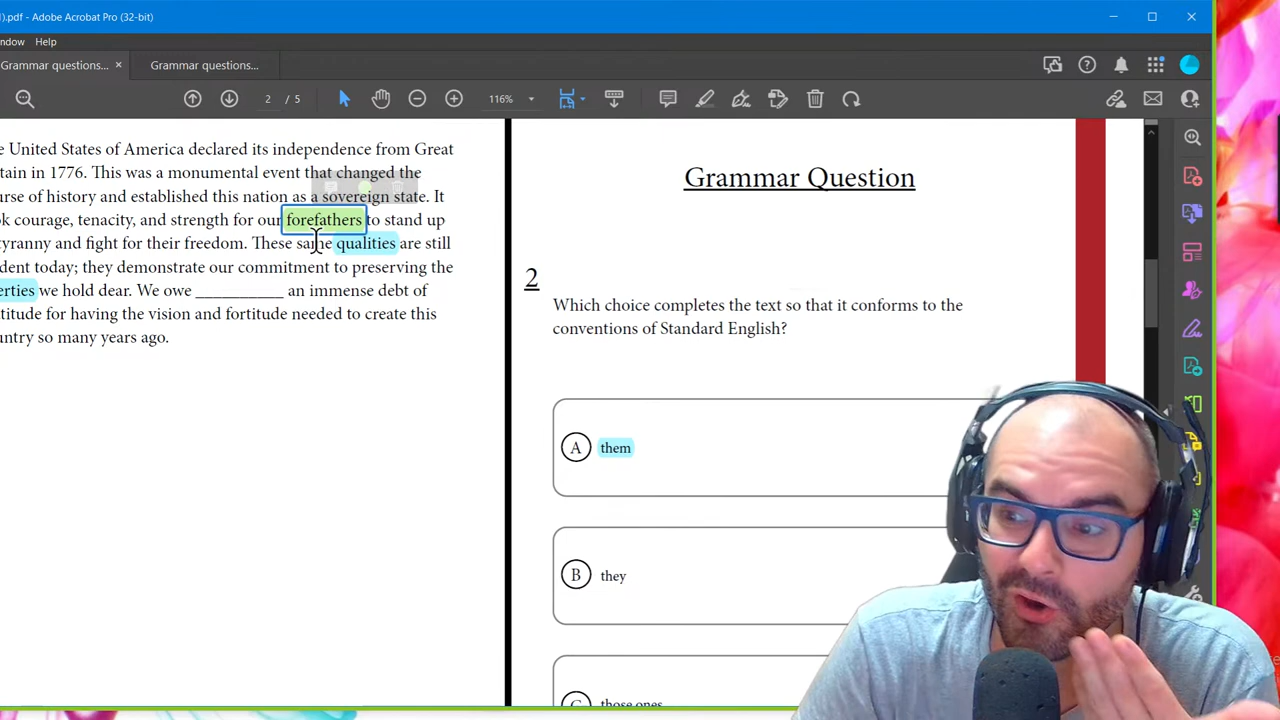 ).pdf - Adobe Acrobat Pro (32-bit)
ndow Help
Grammar questions... × Grammar questions...
2 / 5 116%
e United States of America declared its independence from Great
tain in 1776. This was a monumental event that changed the
urse of history and established this nation as a sovereign state. It
ok courage, tenacity, and strength for our forefathers to stand up
tyranny and fight for their freedom. These same qualities are still
dent today; they demonstrate our commitment to preserving the
erties we hold dear. We owe __________ an immense debt of
titude for having the vision and fortitude needed to create this
untry so many years ago.
Grammar Question
2
Which choice completes the text so that it conforms to the
conventions of Standard English?
A them
B they
C those ones